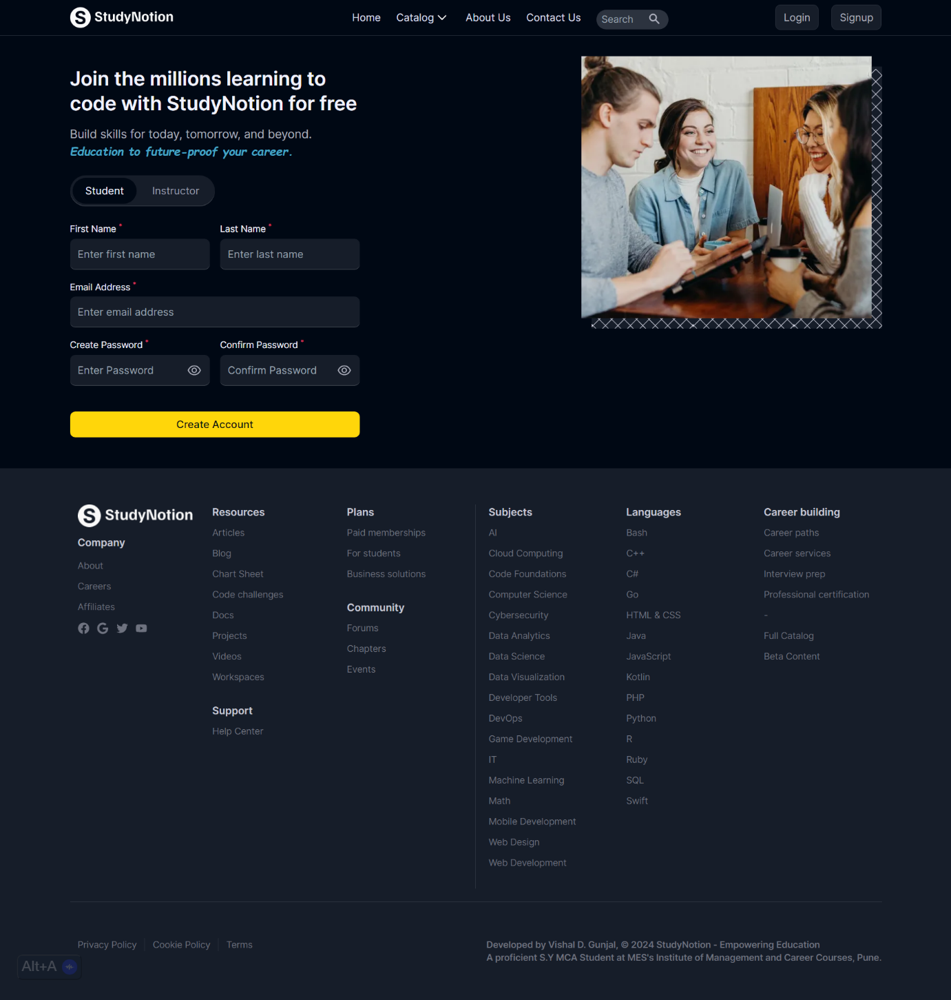 StudyNotion
Home
Catalog
About Us
Contact Us
Search
Login
Signup
Join the millions learning to
code with StudyNotion for free
Build skills for today, tomorrow, and beyond.
Education to future-proof your career.
Student
Instructor
First Name *
Last Name *
Enter first name
Enter last name
Email Address *
Enter email address
Create Password *
Confirm Password *
Enter Password
Confirm Password
Create Account
StudyNotion
Company
About
Careers
Affiliates
Resources
Articles
Blog
Chart Sheet
Code challenges
Docs
Projects
Videos
Workspaces
Support
Help Center
Plans
Paid memberships
For students
Business solutions
Community
Forums
Chapters
Events
Subjects
AI
Cloud Computing
Code Foundations
Computer Science
Cybersecurity
Data Analytics
Data Science
Data Visualization
Developer Tools
DevOps
Game Development
IT
Machine Learning
Math
Mobile Development
Web Design
Web Development
Languages
Bash
C++
C#
Go
HTML & CSS
Java
JavaScript
Kotlin
PHP
Python
R
Ruby
SQL
Swift
Career building
Career paths
Career services
Interview prep
Professional certification
-
Full Catalog
Beta Content
Privacy Policy
Cookie Policy
Terms
Developed by Vishal D. Gunjal, © 2024 StudyNotion - Empowering Education
A proficient S.Y MCA Student at MES's Institute of Management and Career Courses, Pune.
Alt+A